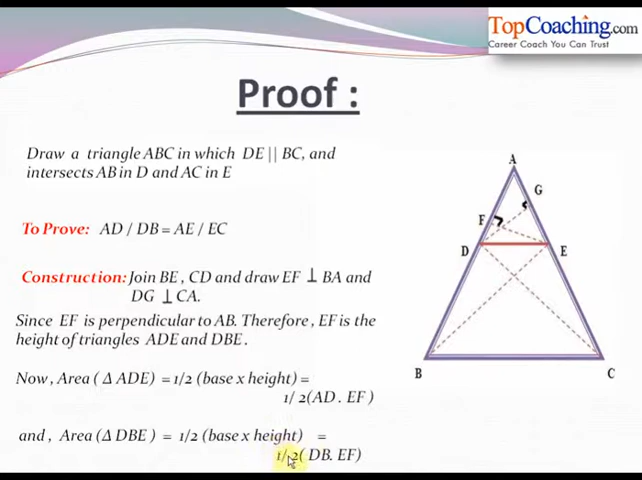 TopCoaching.com
Career Coach You Can Trust
Proof :
Draw a triangle ABC in which DE || BC, and
intersects AB in D and AC in E
To Prove: AD / DB = AE / EC
Construction: Join BE , CD and draw EF ⊥ BA and
DG ⊥ CA.
Since EF is perpendicular to AB. Therefore , EF is the
height of triangles ADE and DBE .
Now , Area ( Δ ADE ) = 1/2 (base x height) =
1/ 2(AD . EF )
and , Area (Δ DBE ) = 1/2 (base x height) =
1/ 2( DB. EF)
A
G
F
D
E
B
C